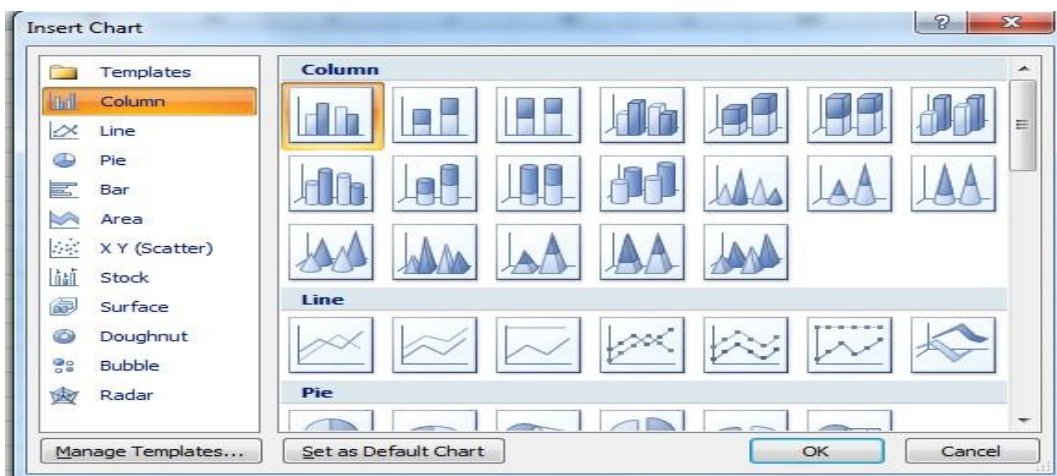 Insert Chart
Templates
Column
Line
Pie
Bar
Area
X Y (Scatter)
Stock
Surface
Doughnut
Bubble
Radar
Column
Line
Pie
Manage Templates...
Set as Default Chart
OK
Cancel